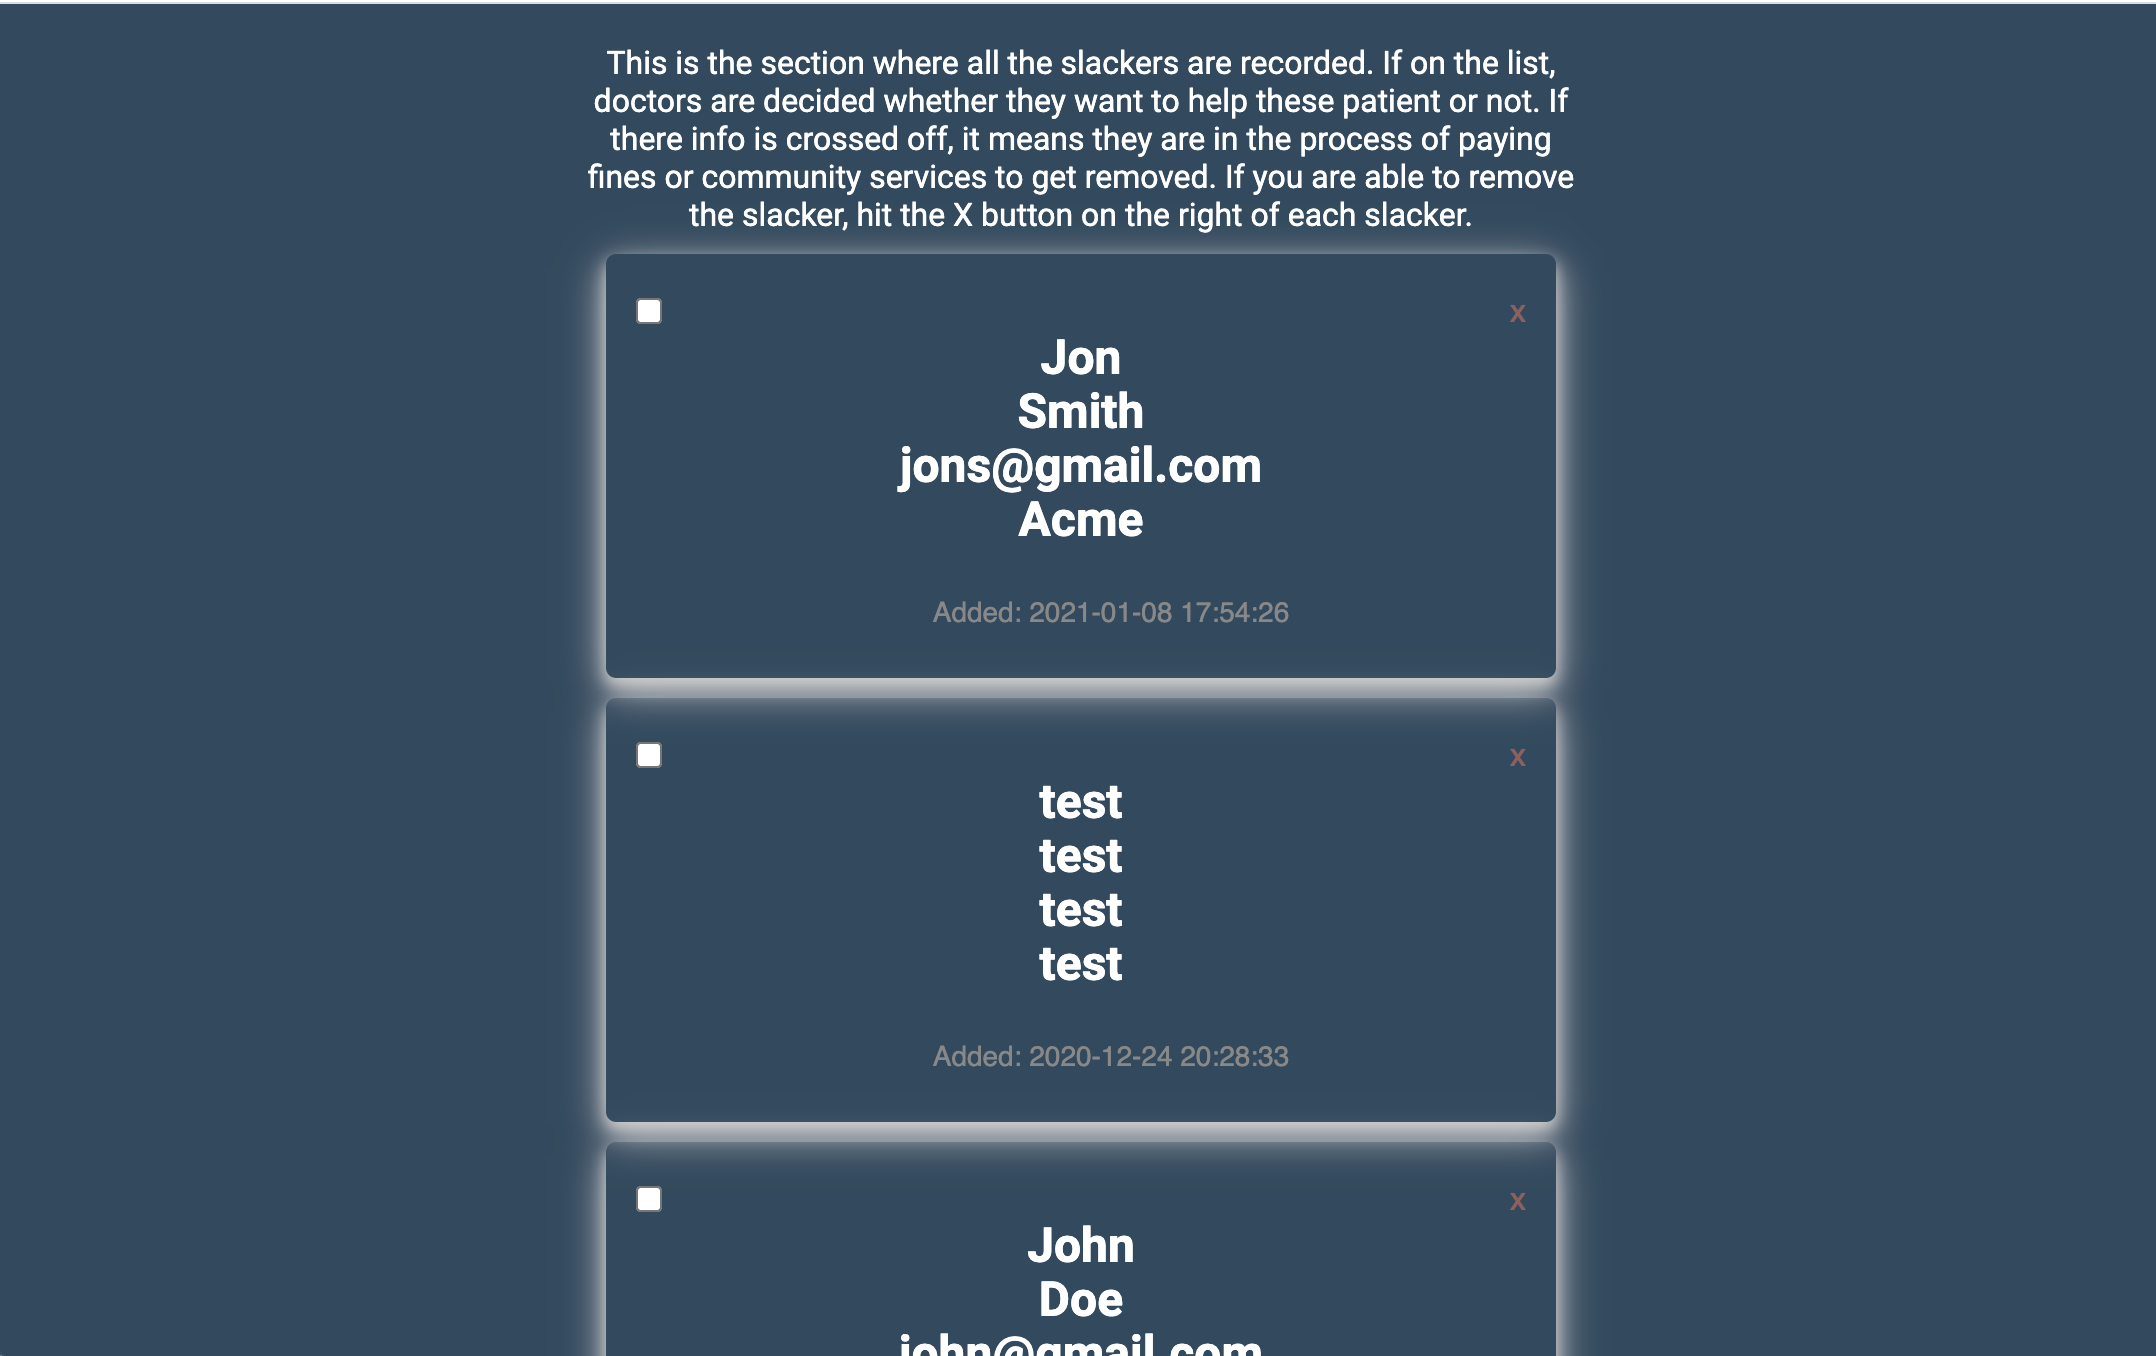 This is the section where all the slackers are recorded. If on the list,
doctors are decided whether they want to help these patient or not. If
there info is crossed off, it means they are in the process of paying
fines or community services to get removed. If you are able to remove
the slacker, hit the X button on the right of each slacker.
x
Jon
Smith
jons@gmail.com
Acme
Added: 2021-01-08 17:54:26
x
test
test
test
test
Added: 2020-12-24 20:28:33
x
John
Doe
john@gmail.com